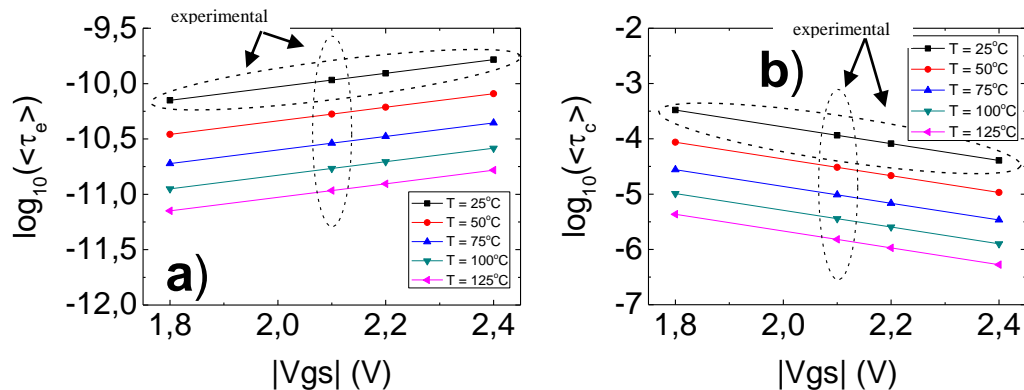 experimental
-9,5
-10,0
-10,5
-11,0
-11,5
-12,0
log10(<τ_e>)
1,8
2,0
2,2
2,4
|Vgs| (V)
T = 25°C
T = 50°C
T = 75°C
T = 100°C
T = 125°C
a)
experimental
-2
-3
-4
-5
-6
-7
log10(<τ_c>)
1,8
2,0
2,2
2,4
|Vgs| (V)
T = 25°C
T = 50°C
T = 75°C
T = 100°C
T = 125°C
b)